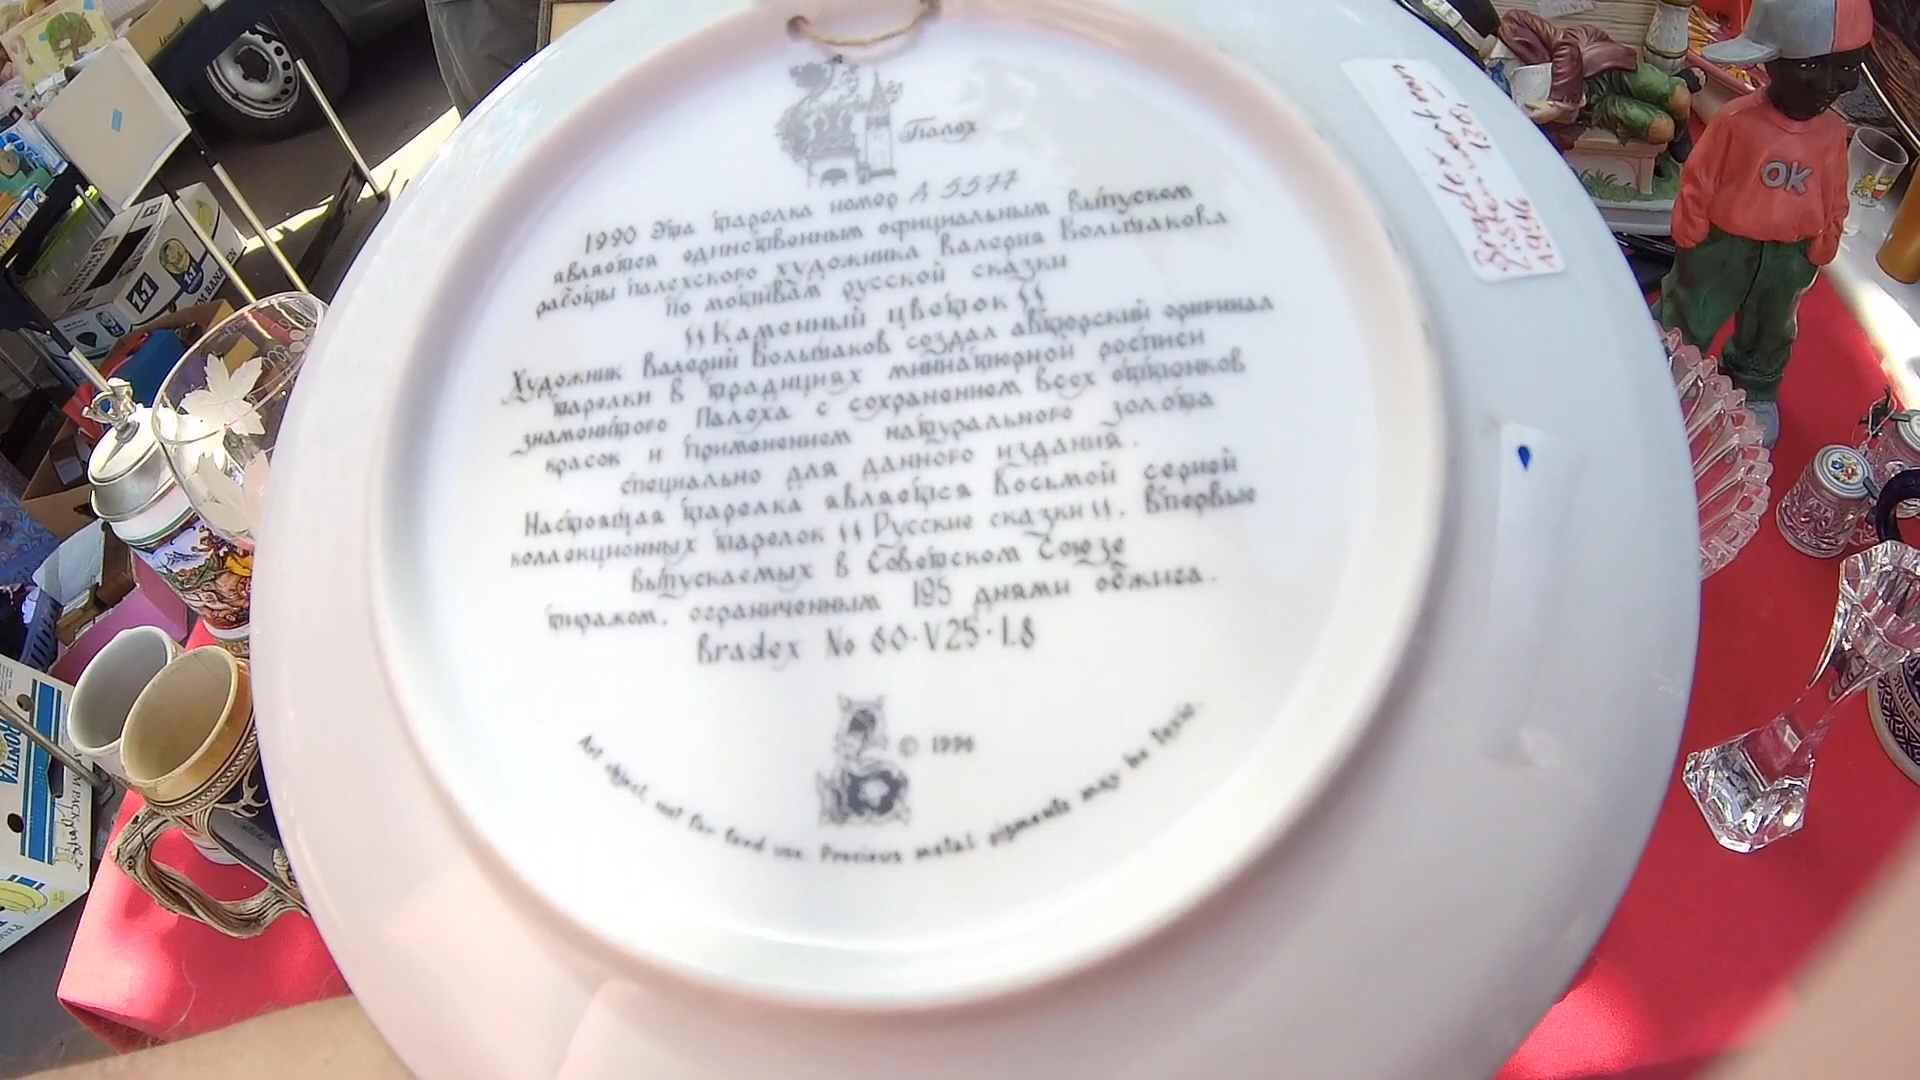 Палех
1990 Эта тарелка номер A 5577
является единственным официальным выпуском
работы палехского художника Валерия Большакова
по мотивам русской сказки
"Каменный цветок"
Художник Валерий Большаков создал авторский оригинал
тарелки в традициях миниатюрной росписи
знаменитого Палеха с сохранением всех оттенков
красок и применением натурального золота
специально для данного издания.
Настоящая тарелка является восьмой серией
коллекционных тарелок "Русские сказки". Впервые
выпускаемых в Советском Союзе
тиражом, ограниченным 195 днями обжига.
Bradex No 60-V25-1.8
© 1996
Art object, not for food use. Precious metal pigments may be toxic.
OK
1:1